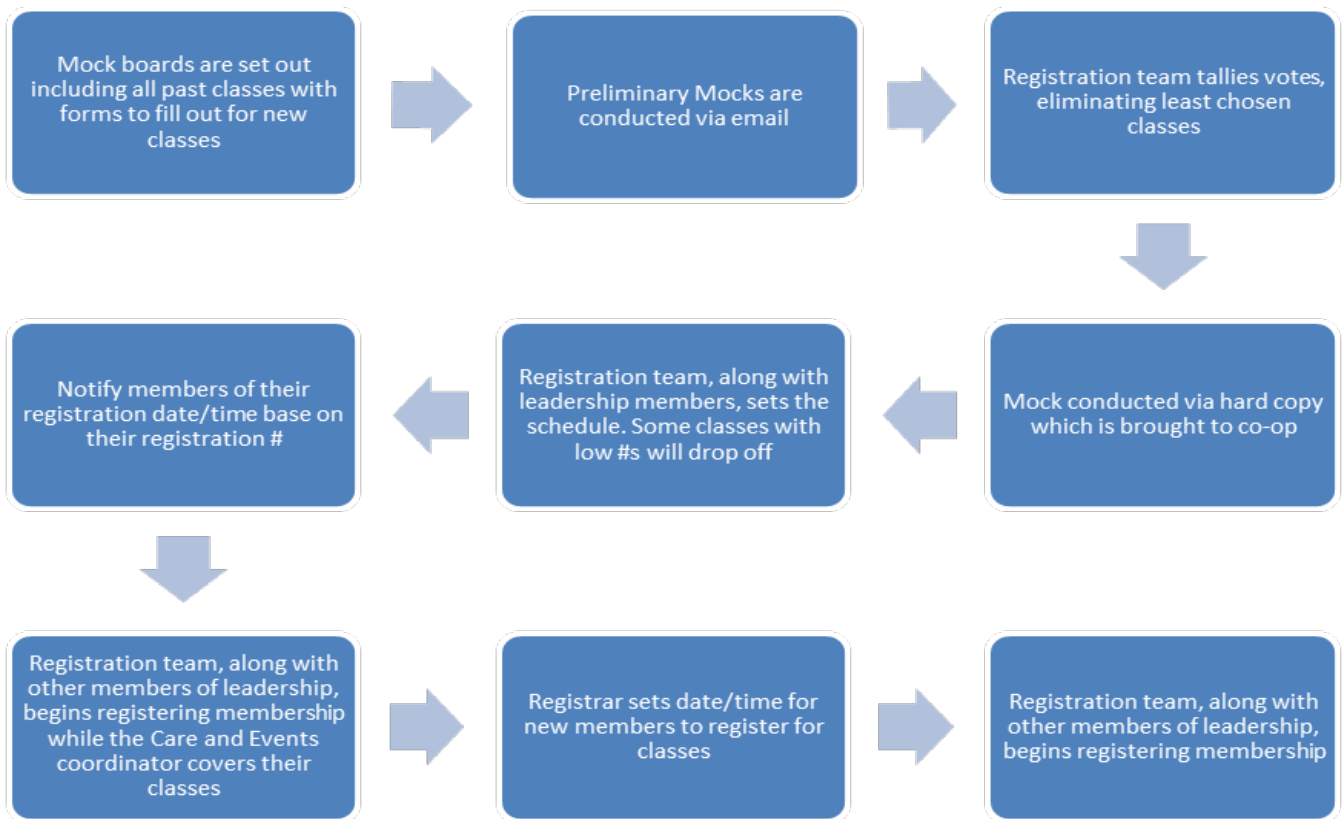 Mock boards are set out
including all past classes with
forms to fill out for new
classes
Preliminary Mocks are
conducted via email
Registration team tallies votes,
eliminating least chosen
classes
Mock conducted via hard copy
which is brought to co-op
Registration team, along with
leadership members, sets the
schedule. Some classes with
low #s will drop off
Notify members of their
registration date/time base on
their registration #
Registration team, along with
other members of leadership,
begins registering membership
while the Care and Events
coordinator covers their
classes
Registrar sets date/time for
new members to register for
classes
Registration team, along with
other members of leadership,
begins registering membership